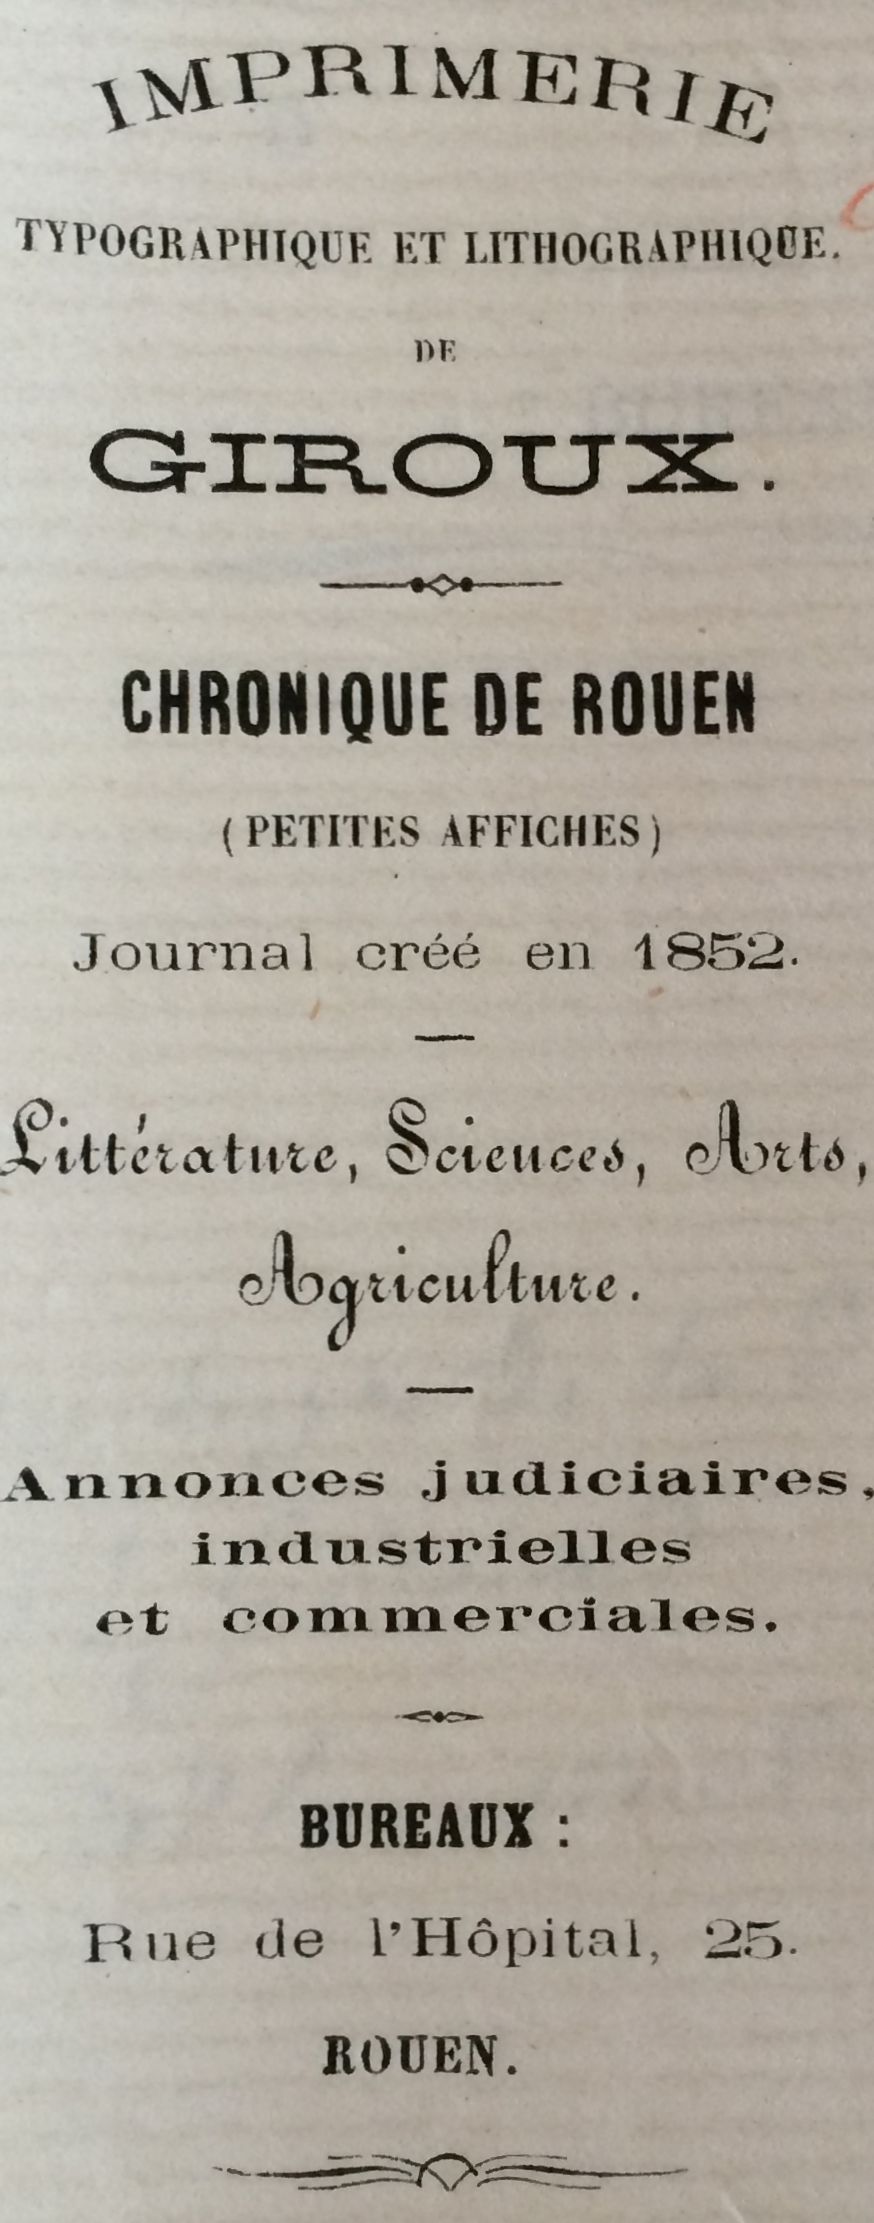 IMPRIMERIE
TYPOGRAPHIQUE ET LITHOGRAPHIQUE.
DE
GIROUX.
CHRONIQUE DE ROUEN
(PETITES AFFICHES)
Journal créé en 1852.
Littérature, Sciences, Arts,
Agriculture.
Annonces judiciaires,
industrielles
et commerciales.
BUREAUX :
Rue de l'Hôpital, 25.
ROUEN.